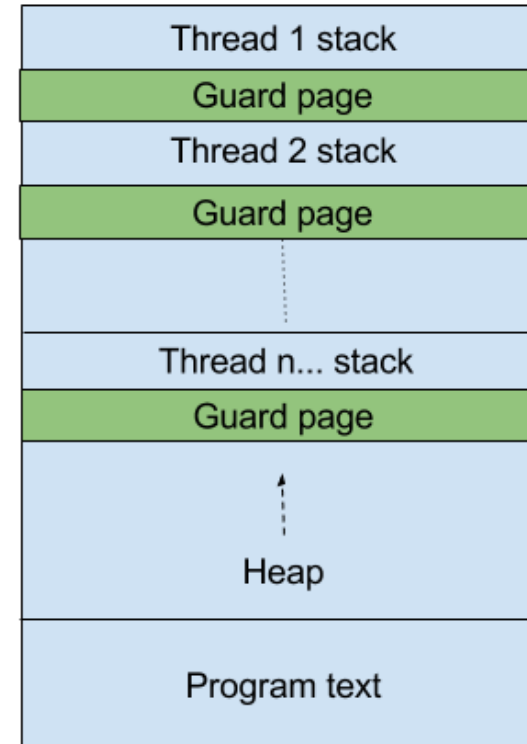 Thread 1 stack
Guard page
Thread 2 stack
Guard page
Thread n... stack
Guard page
Heap
Program text